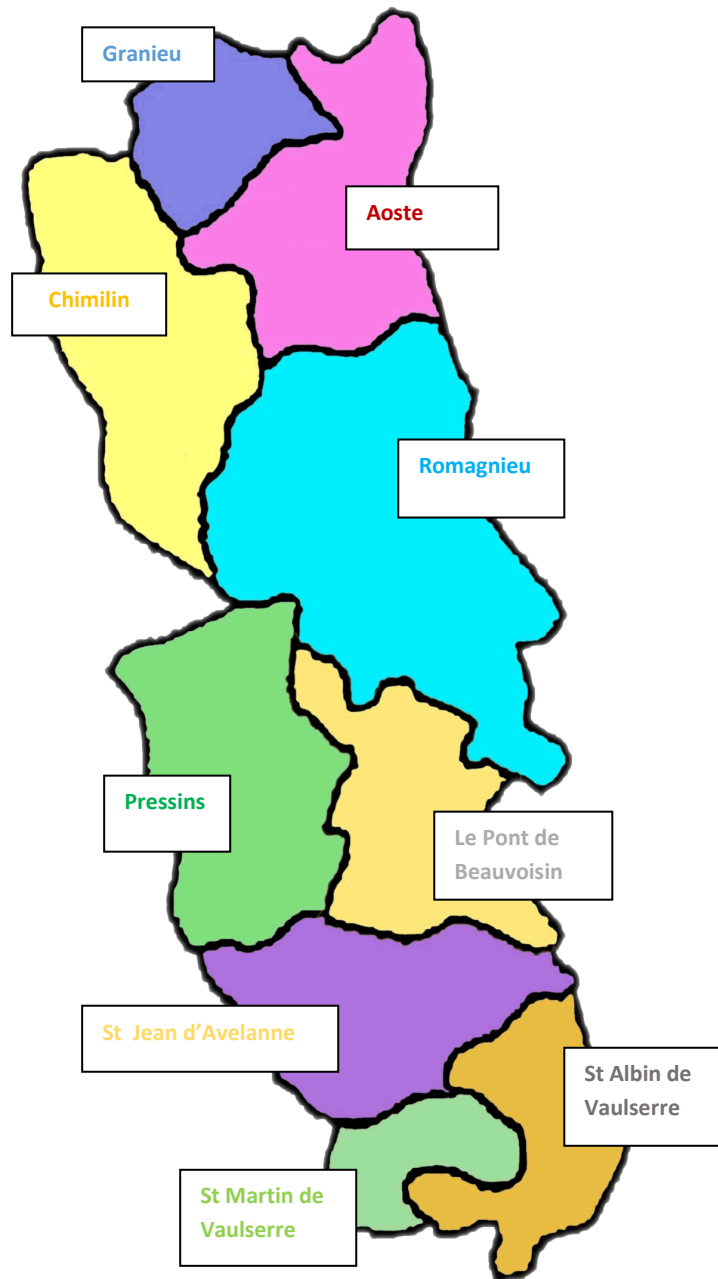 Granieu
Aoste
Chimilin
Romagnieu
Pressins
Le Pont de
Beauvoisin
St Jean d’Avelanne
St Albin de
Vaulserre
St Martin de
Vaulserre